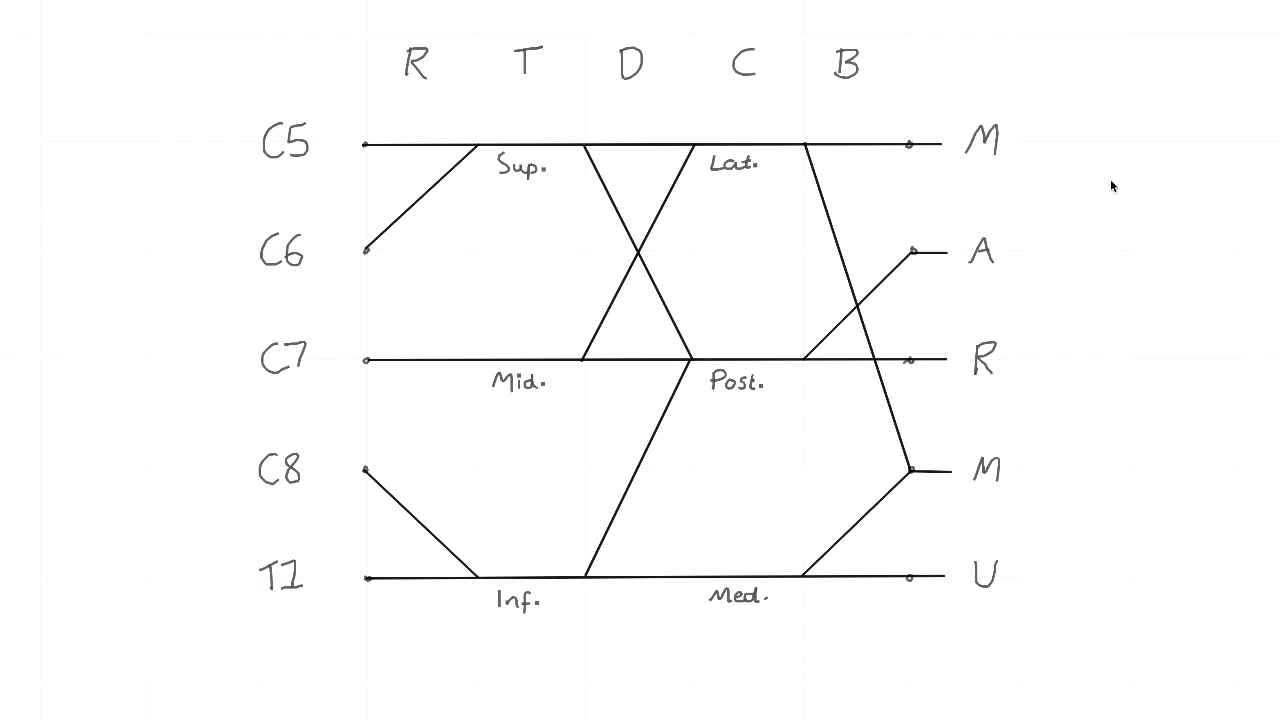 R T D C B
C5 M
Sup. Lat.
C6 A
C7 R
Mid. Post.
C8 M
T1 U
Inf. Med.